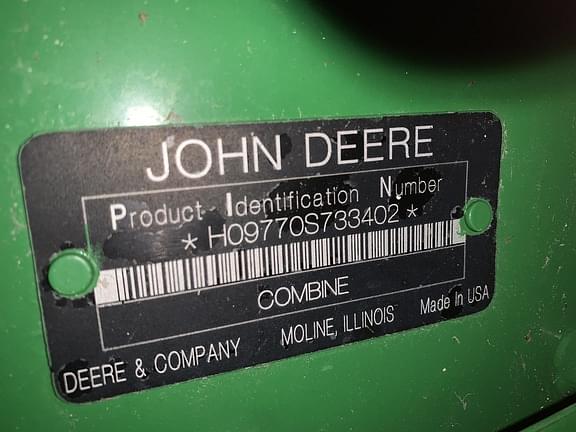 JOHN DEERE
Product Identification Number
* H09770S733402 *
COMBINE
DEERE & COMPANY MOLINE, ILLINOIS Made in USA